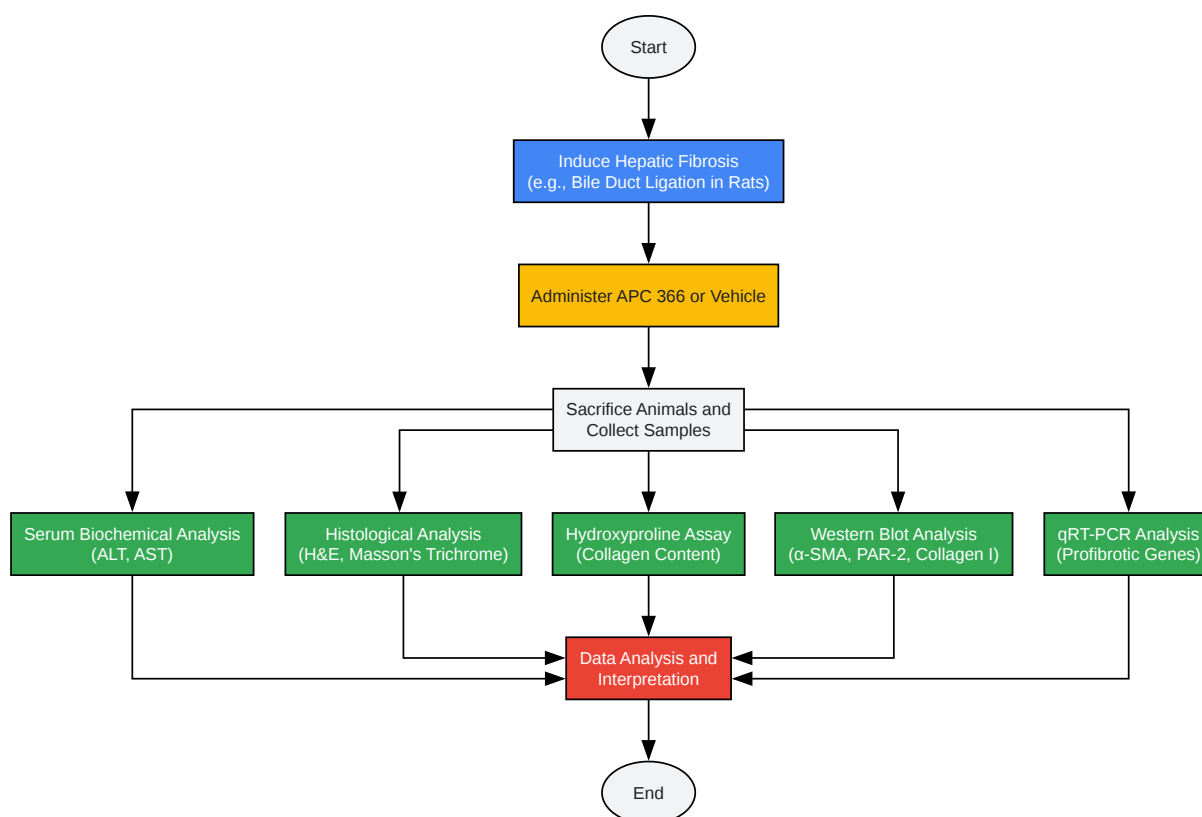 Start
Induce Hepatic Fibrosis
(e.g., Bile Duct Ligation in Rats)
Administer APC 366 or Vehicle
Sacrifice Animals and
Collect Samples
Serum Biochemical Analysis
(ALT, AST)
Histological Analysis
(H&E, Masson's Trichrome)
Hydroxyproline Assay
(Collagen Content)
Western Blot Analysis
(α-SMA, PAR-2, Collagen I)
qRT-PCR Analysis
(Profibrotic Genes)
Data Analysis and
Interpretation
End